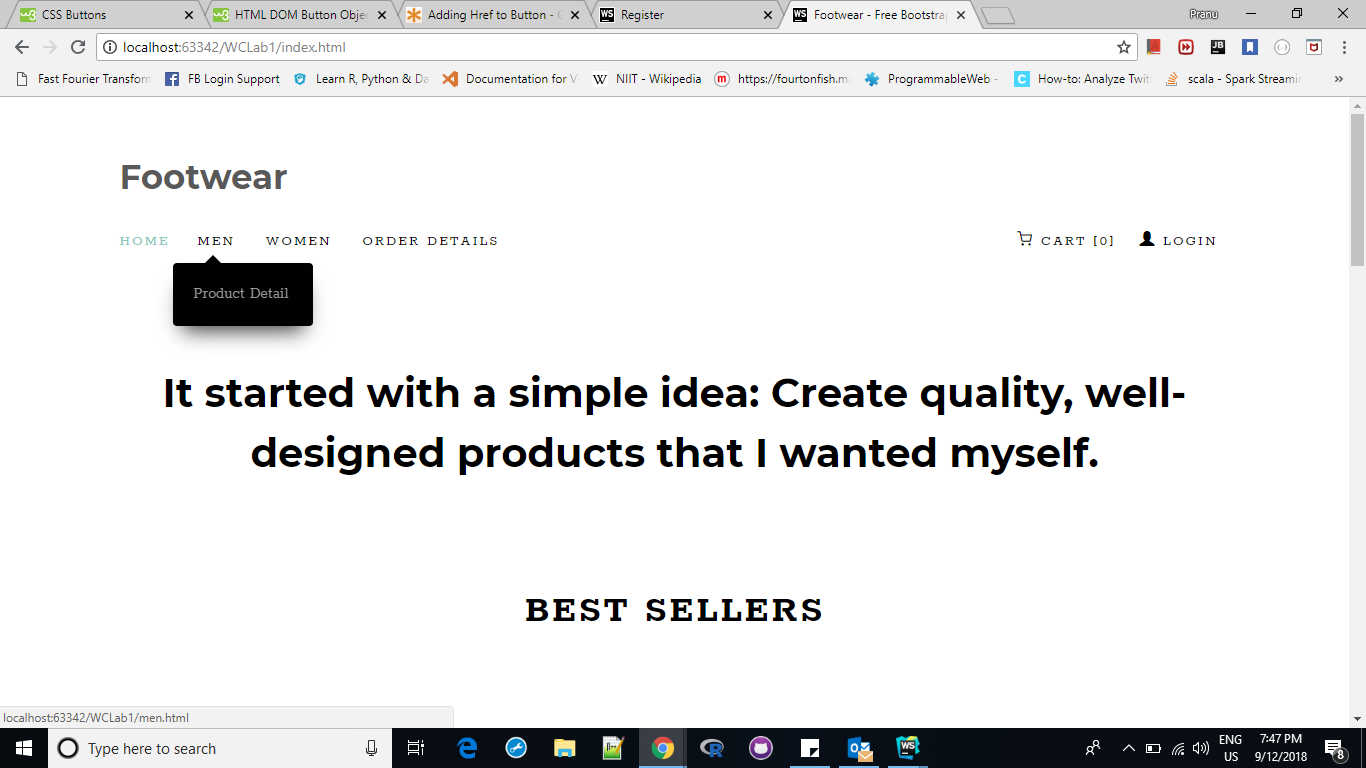 CSS Buttons
HTML DOM Button Objec
Adding Href to Button - 
Register
Footwear - Free Bootstra
Pranu
localhost:63342/WCLab1/index.html
Fast Fourier Transform
FB Login Support
Learn R, Python & Da
Documentation for V
W NIIT - Wikipedia
m https://fourtonfish.m
ProgrammableWeb -
C How-to: Analyze Twit
scala - Spark Streamin
»
Footwear
HOME MEN WOMEN ORDER DETAILS CART [0] LOGIN
Product Detail
It started with a simple idea: Create quality, well-
designed products that I wanted myself.
BEST SELLERS
localhost:63342/WCLab1/men.html
Type here to search
ENG
US
7:47 PM
9/12/2018
8